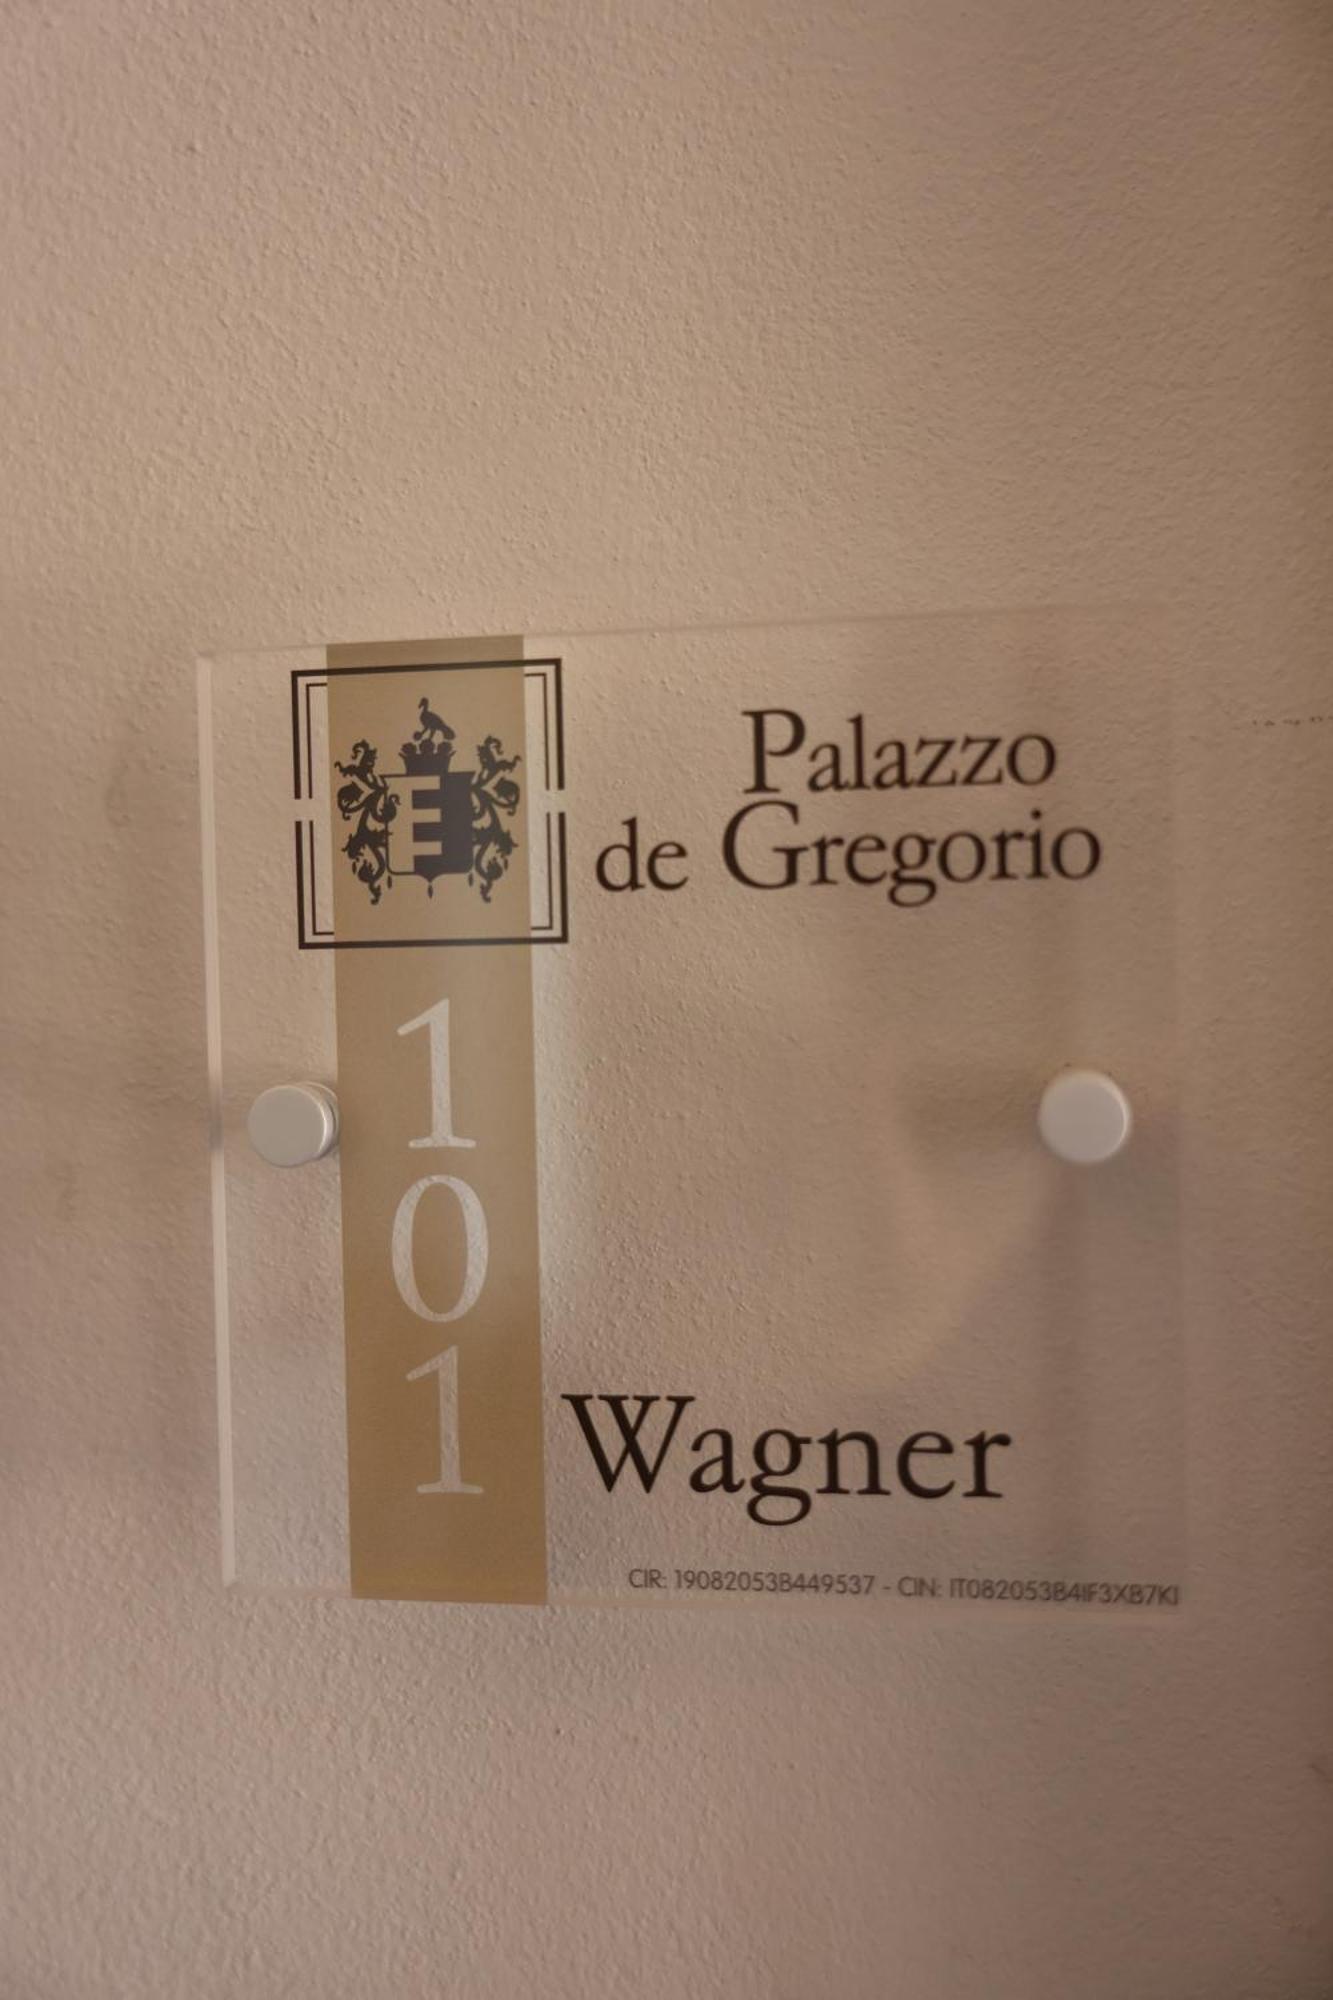 Palazzo
de Gregorio
101
Wagner
CIR: 19082053B449537 - CIN: IT082053B4IF3XB7KI